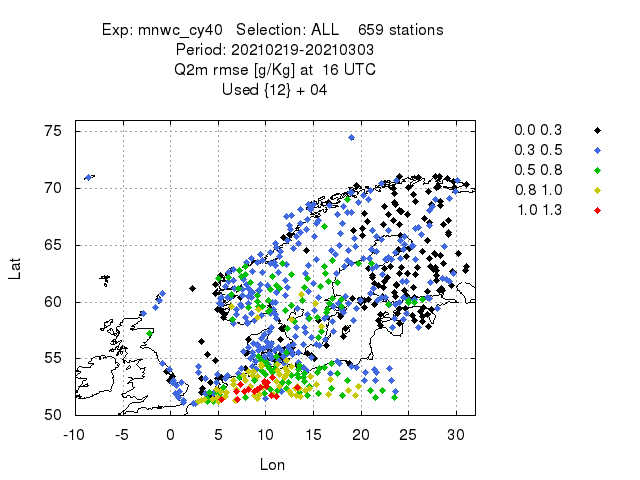 Exp: mnwc_cy40   Selection: ALL    659 stations
Period: 20210219-20210303
Q2m rmse [g/Kg] at  16 UTC
Used {12} + 04
75
70
65
60
55
50
Lat
-10 -5 0 5 10 15 20 25 30
Lon
0.0 0.3
0.3 0.5
0.5 0.8
0.8 1.0
1.0 1.3